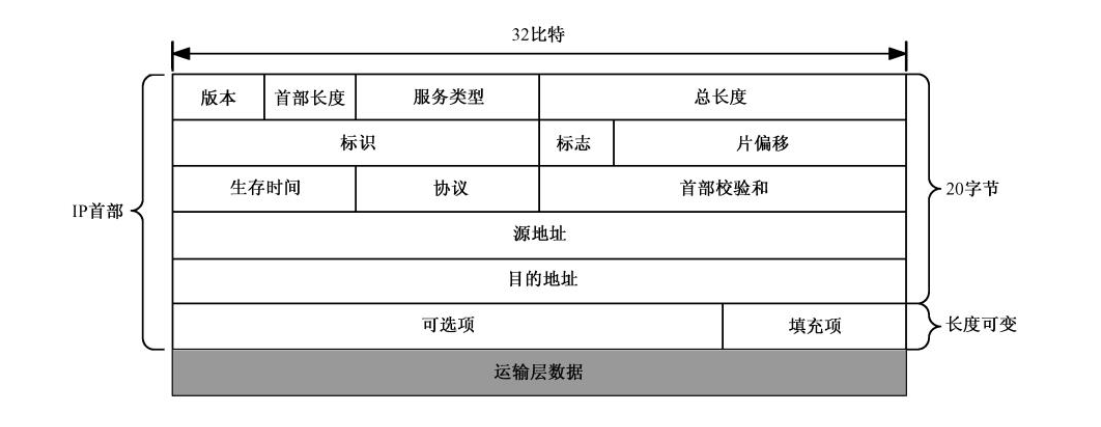 32比特
版本 首部长度 服务类型 总长度
标识 标志 片偏移
生存时间 协议 首部校验和
IP首部 20字节
源地址
目的地址
可选项 填充项 长度可变
运输层数据